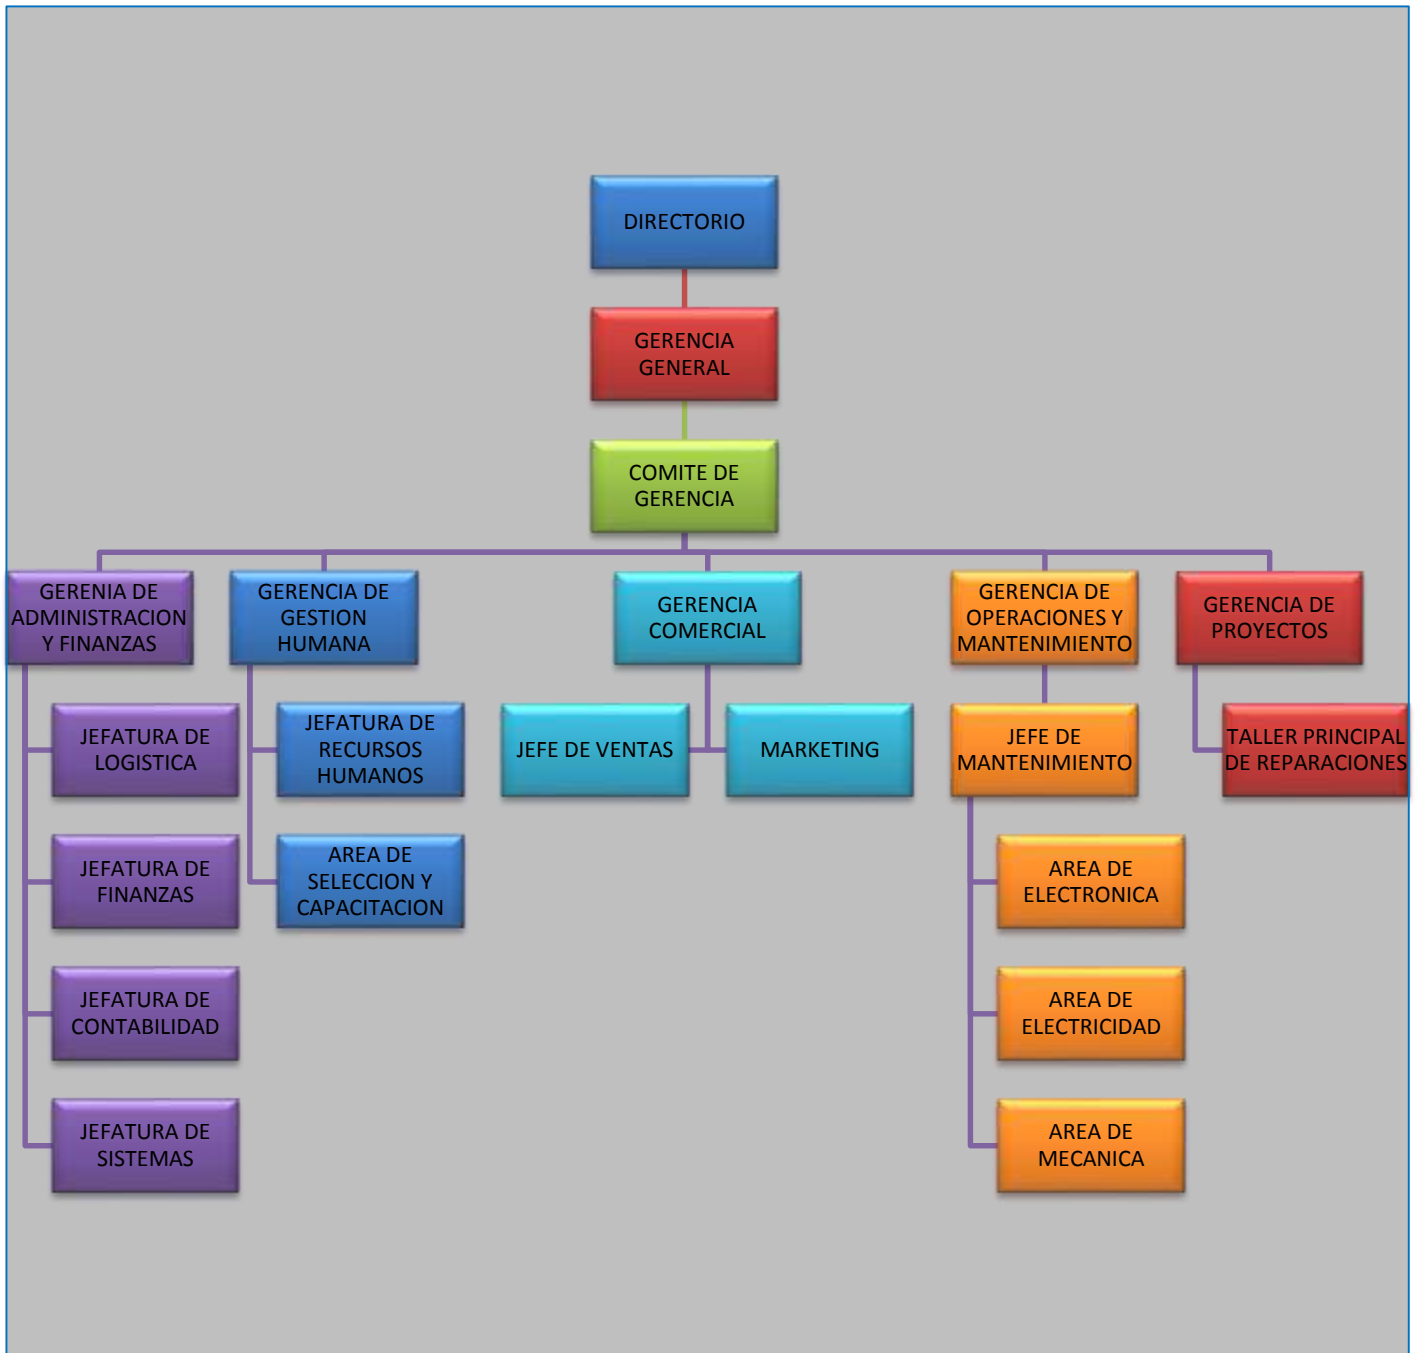 DIRECTORIO
GERENCIA
GENERAL
COMITE DE
GERENCIA
GERENIA DE
ADMINISTRACION
Y FINANZAS
GERENCIA DE
GESTION
HUMANA
GERENCIA
COMERCIAL
GERENCIA DE
OPERACIONES Y
MANTENIMIENTO
GERENCIA DE
PROYECTOS
JEFATURA DE
LOGISTICA
JEFATURA DE
RECURSOS
HUMANOS
JEFE DE VENTAS
MARKETING
JEFE DE
MANTENIMIENTO
TALLER PRINCIPAL
DE REPARACIONES
JEFATURA DE
FINANZAS
AREA DE
SELECCION Y
CAPACITACION
AREA DE
ELECTRONICA
JEFATURA DE
CONTABILIDAD
AREA DE
ELECTRICIDAD
JEFATURA DE
SISTEMAS
AREA DE
MECANICA